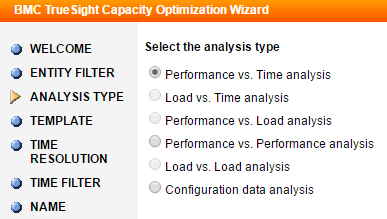 BMC TrueSight Capacity Optimization Wizard
WELCOME
ENTITY FILTER
ANALYSIS TYPE
TEMPLATE
TIME
RESOLUTION
TIME FILTER
NAME
Select the analysis type
Performance vs. Time analysis
Load vs. Time analysis
Performance vs. Load analysis
Performance vs. Performance analysis
Load vs. Load analysis
Configuration data analysis